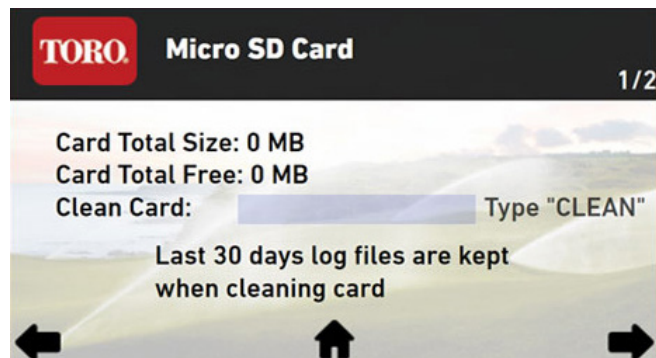 TORO.
Micro SD Card
1/2
Card Total Size: 0 MB
Card Total Free: 0 MB
Clean Card: Type "CLEAN"
Last 30 days log files are kept
when cleaning card